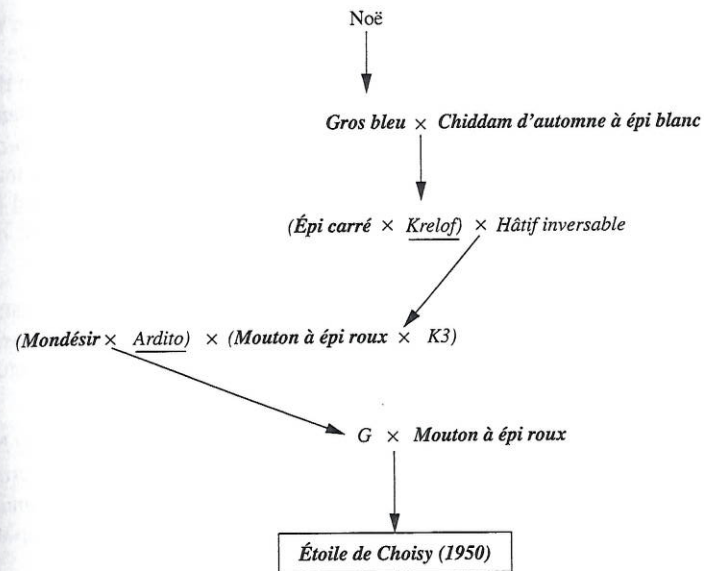 Noë
Gros bleu × Chiddam d'automne à épi blanc
(Épi carré × Krelof) × Hâtif inversable
(Mondésir × Ardito) × (Mouton à épi roux × K3)
G × Mouton à épi roux
Étoile de Choisy (1950)